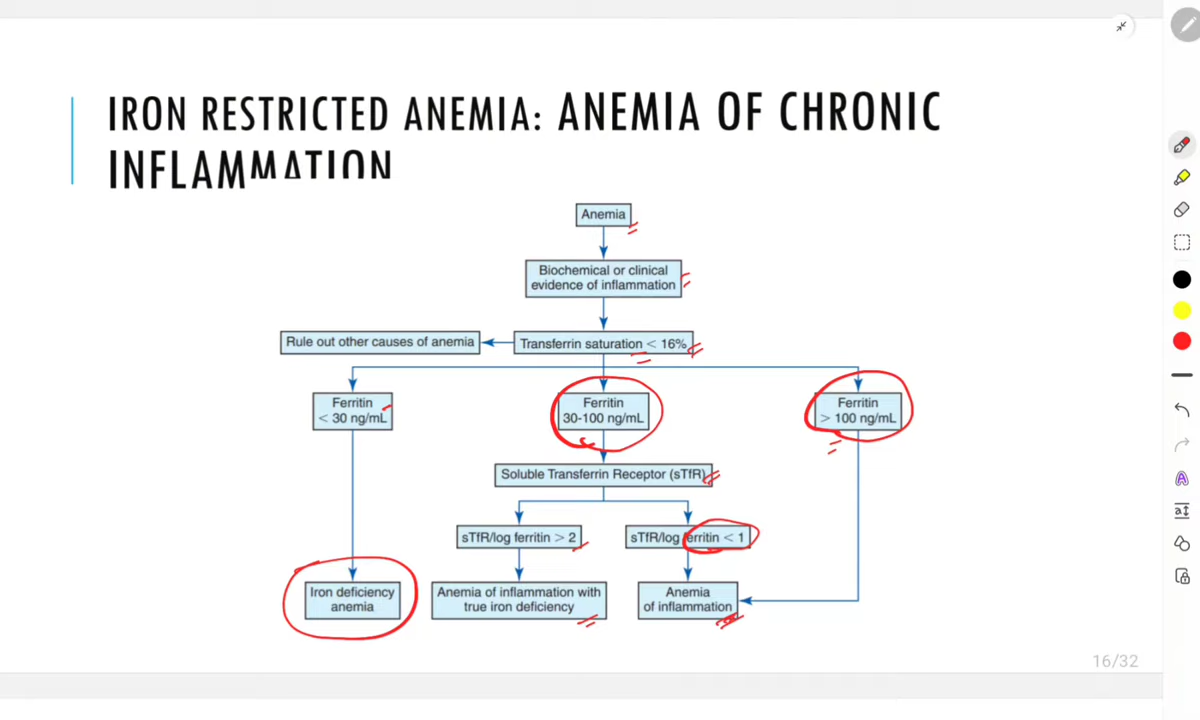 IRON RESTRICTED ANEMIA: ANEMIA OF CHRONIC
INFLAMMATION
Anemia
Biochemical or clinical
evidence of inflammation
Rule out other causes of anemia
Transferrin saturation < 16%
Ferritin
< 30 ng/mL
Ferritin
30-100 ng/mL
Ferritin
> 100 ng/mL
Soluble Transferrin Receptor (sTfR)
sTfR/log ferritin > 2
sTfR/log ferritin < 1
Iron deficiency
anemia
Anemia of inflammation with
true iron deficiency
Anemia
of inflammation
16/32